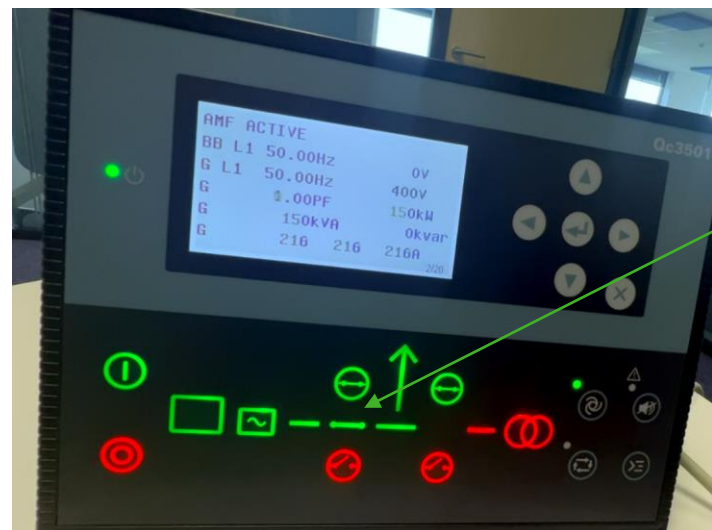 AMF ACTIVE
BB L1 50.00Hz 0V
G L1 50.00Hz 400V
G 1.00PF 150kW
G 150kVA 0kvar
G 216 216 216A
2/20
Qc3501